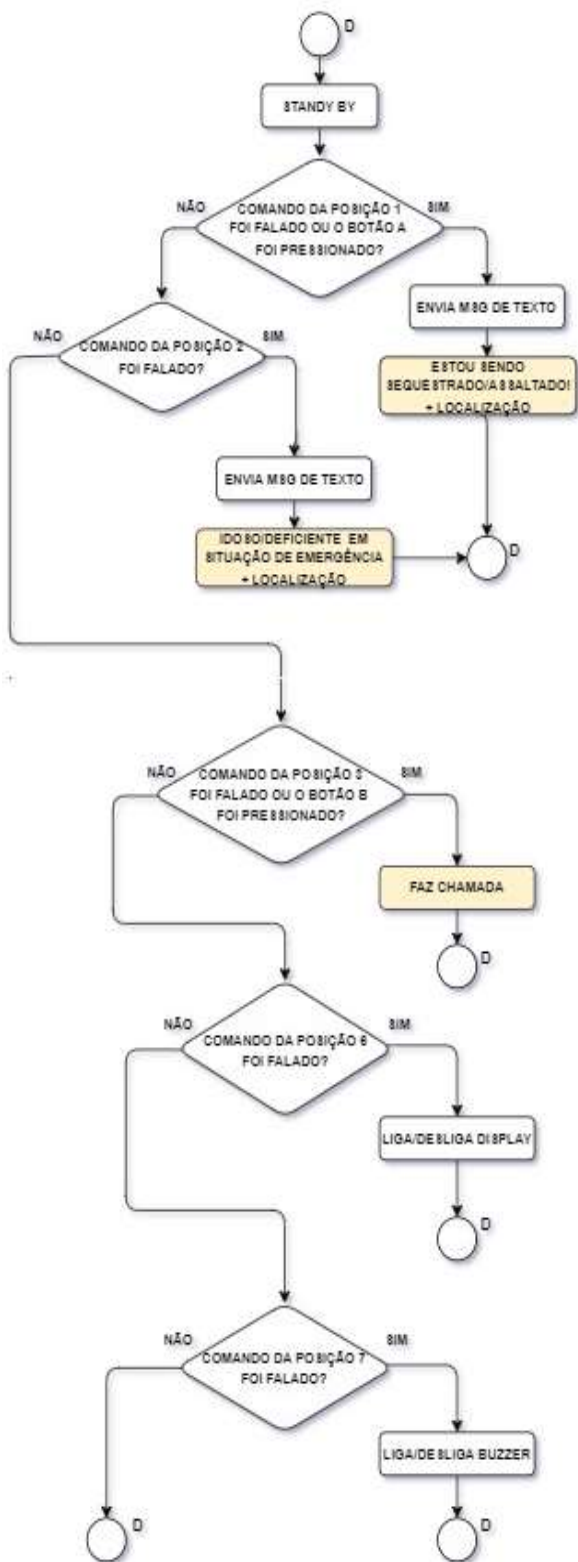 D
STANDY BY
COMANDO DA POSIÇÃO 1
FOI FALADO OU O BOTÃO A
FOI PRESSIONADO?
NÃO
SIM
ENVIA MSG DE TEXTO
ESTOU SENDO
SEQUESTRADO/ASSALTADO!
+ LOCALIZAÇÃO
D
COMANDO DA POSIÇÃO 2
FOI FALADO?
NÃO
SIM
ENVIA MSG DE TEXTO
IDOSO/DEFICIENTE EM
SITUAÇÃO DE EMERGÊNCIA
+ LOCALIZAÇÃO
COMANDO DA POSIÇÃO 3
FOI FALADO OU O BOTÃO B
FOI PRESSIONADO?
NÃO
SIM
FAZ CHAMADA
D
COMANDO DA POSIÇÃO 6
FOI FALADO?
NÃO
SIM
LIGA/DESLIGA DISPLAY
D
COMANDO DA POSIÇÃO 7
FOI FALADO?
NÃO
SIM
LIGA/DESLIGA BUZZER
D
D